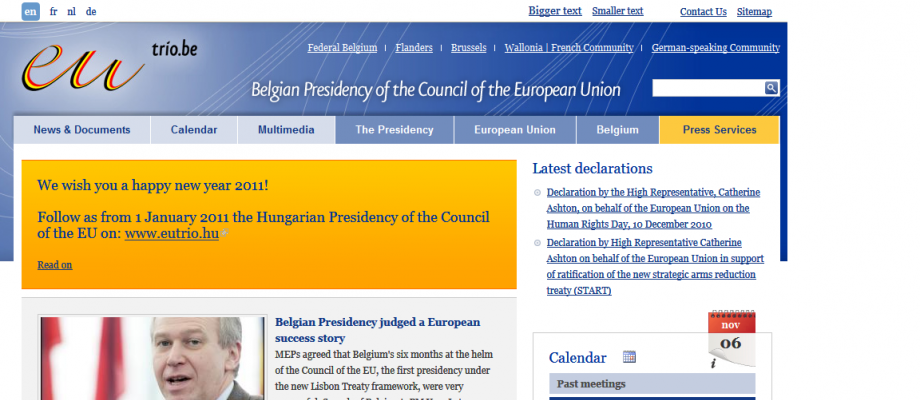 en fr nl de Bigger text Smaller text Contact Us Sitemap
eu trio.be
Federal Belgium | Flanders | Brussels | Wallonia | French Community | German-speaking Community
Belgian Presidency of the Council of the European Union
News & Documents Calendar Multimedia The Presidency European Union Belgium Press Services
We wish you a happy new year 2011!
Follow as from 1 January 2011 the Hungarian Presidency of the Council
of the EU on: www.eutrio.hu
Read on
Latest declarations
Declaration by the High Representative, Catherine
Ashton, on behalf of the European Union on the
Human Rights Day, 10 December 2010
Declaration by High Representative Catherine
Ashton on behalf of the European Union in support
of ratification of the new strategic arms reduction
treaty (START)
Belgian Presidency judged a European
success story
MEPs agreed that Belgium's six months at the helm
of the Council of the EU, the first presidency under
the new Lisbon Treaty framework, were very
nov
06
i
Calendar
Past meetings